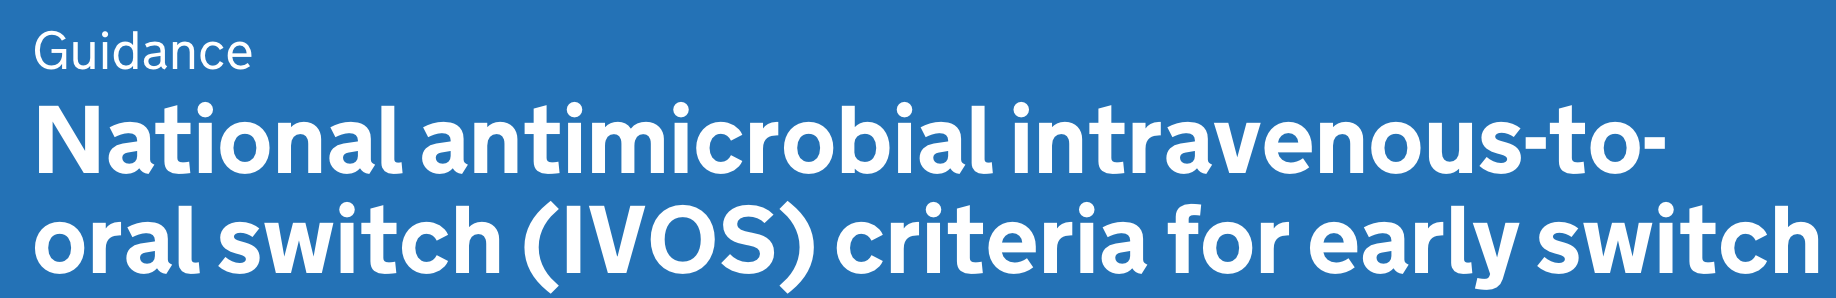 Guidance
National antimicrobial intravenous-to-
oral switch (IVOS) criteria for early switch